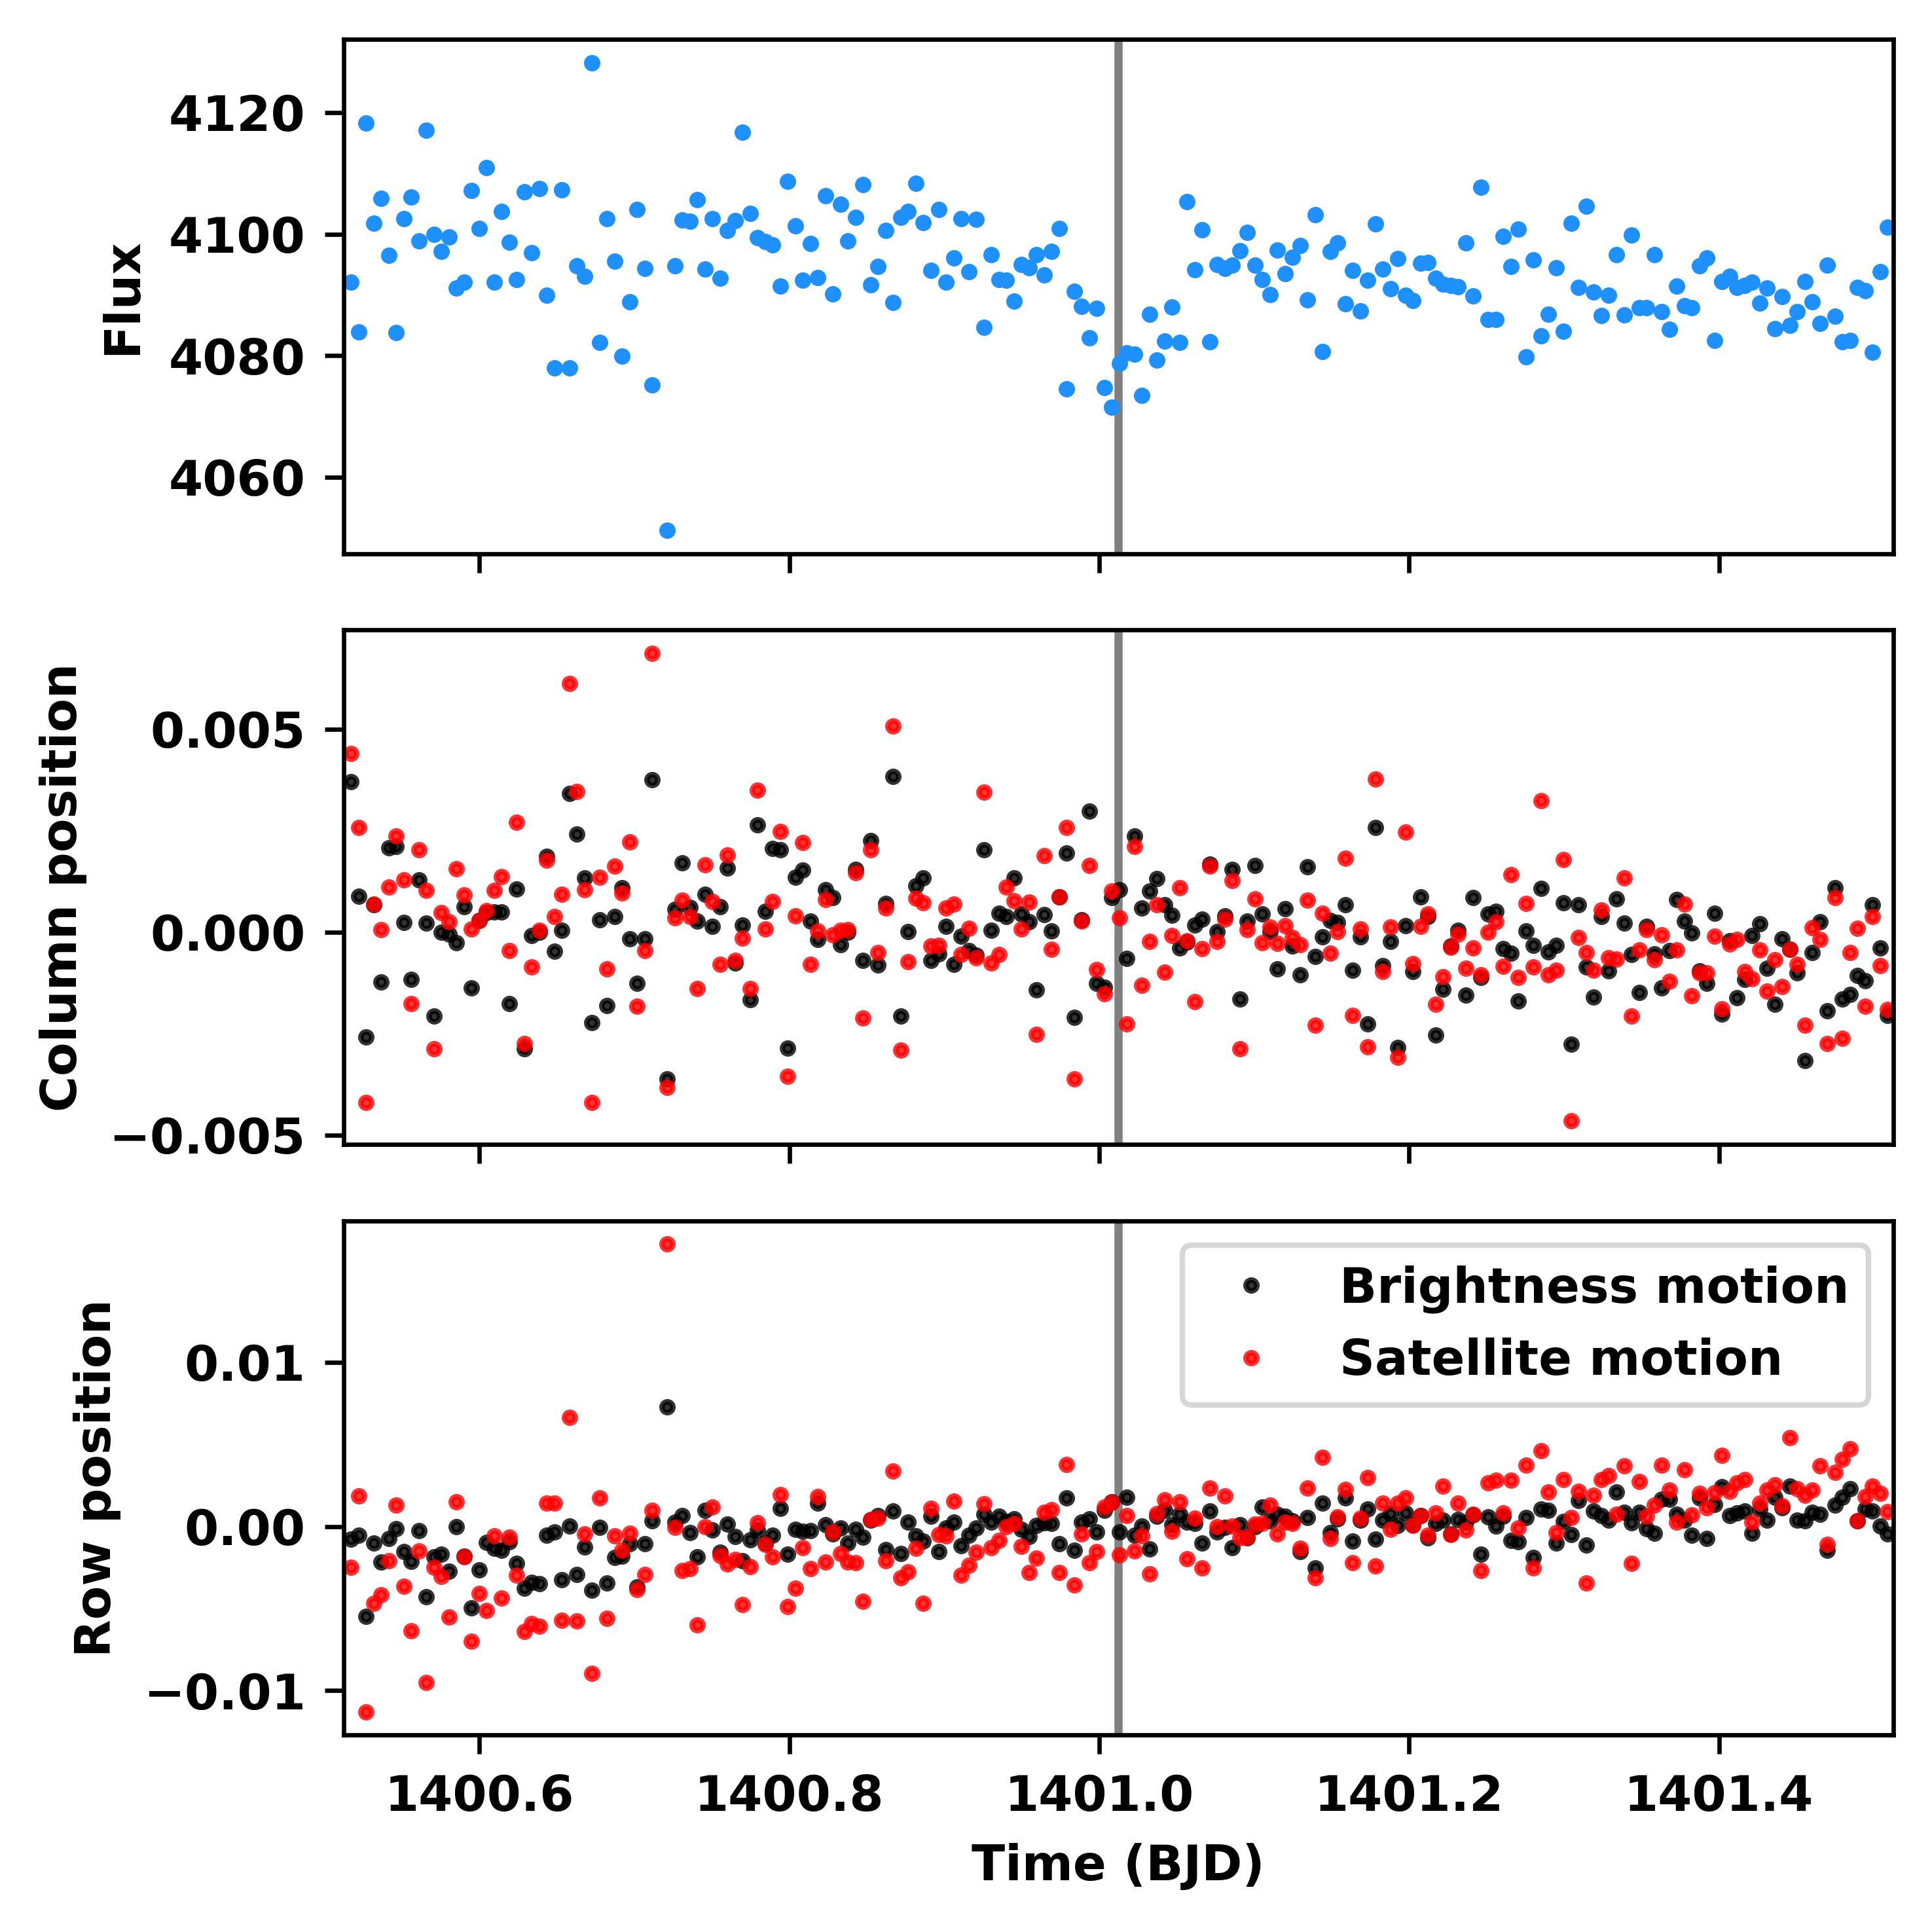 Flux
4120
4100
4080
4060
Column position
0.005
0.000
−0.005
Row position
0.01
0.00
−0.01
Brightness motion
Satellite motion
1400.6 1400.8 1401.0 1401.2 1401.4
Time (BJD)